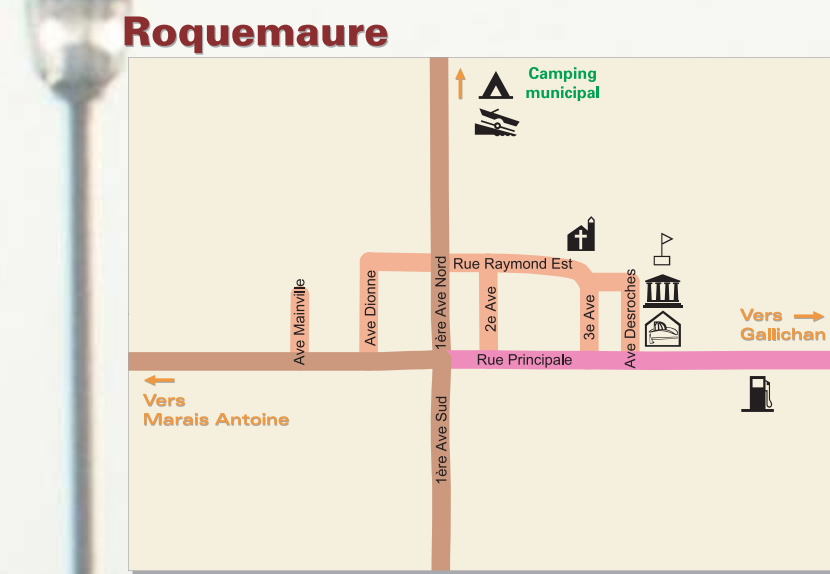 Roquemaure
Camping
municipal
Rue Raymond Est
Ave Mainville
Ave Dionne
1ère Ave Nord
2e Ave
3e Ave
Ave Desroches
Vers
Gallichan
Rue Principale
Vers
Marais Antoine
1ère Ave Sud